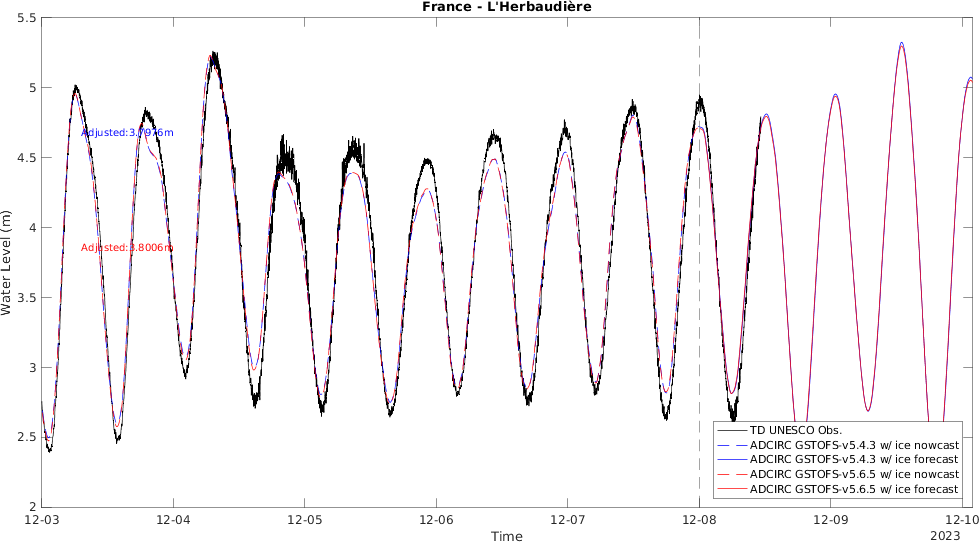 France - L'Herbaudière
5.5
5
4.5
4
3.5
3
2.5
2
Water Level (m)
Adjusted:3.7976m
Adjusted:3.8006m
TD UNESCO Obs.
ADCIRC GSTOFS-v5.4.3 w/ ice nowcast
ADCIRC GSTOFS-v5.4.3 w/ ice forecast
ADCIRC GSTOFS-v5.6.5 w/ ice nowcast
ADCIRC GSTOFS-v5.6.5 w/ ice forecast
12-03 12-04 12-05 12-06 12-07 12-08 12-09 12-10
Time
2023